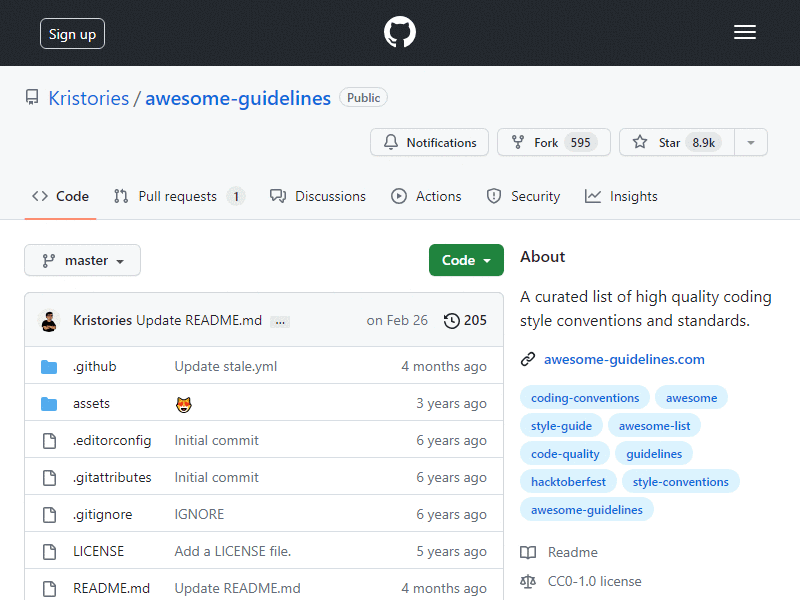 Sign up
Kristories / awesome-guidelines Public
Notifications Fork 595 Star 8.9k
Code Pull requests 1 Discussions Actions Security Insights
master Code
Kristories Update README.md ... on Feb 26 205
.github Update stale.yml 4 months ago
assets 3 years ago
.editorconfig Initial commit 6 years ago
.gitattributes Initial commit 6 years ago
.gitignore IGNORE 6 years ago
LICENSE Add a LICENSE file. 5 years ago
README.md Update README.md 4 months ago
About
A curated list of high quality coding
style conventions and standards.
awesome-guidelines.com
coding-conventions awesome
style-guide awesome-list
code-quality guidelines
hacktoberfest style-conventions
awesome-guidelines
Readme
CC0-1.0 license